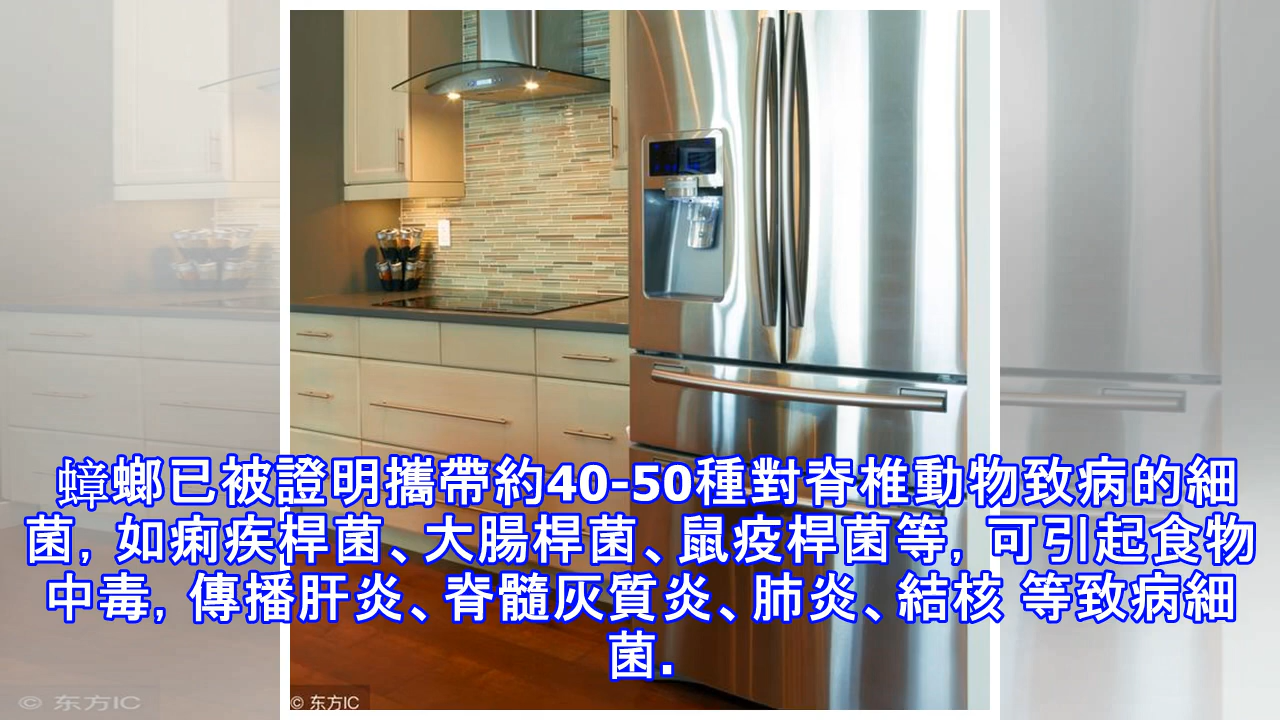 蟑螂已被證明攜帶約40-50種對脊椎動物致病的細
菌, 如痢疾桿菌、大腸桿菌、鼠疫桿菌等, 可引起食物
中毒, 傳播肝炎、脊髓灰質炎、肺炎、結核 等致病細
菌.
© 东方IC
© 东方IC